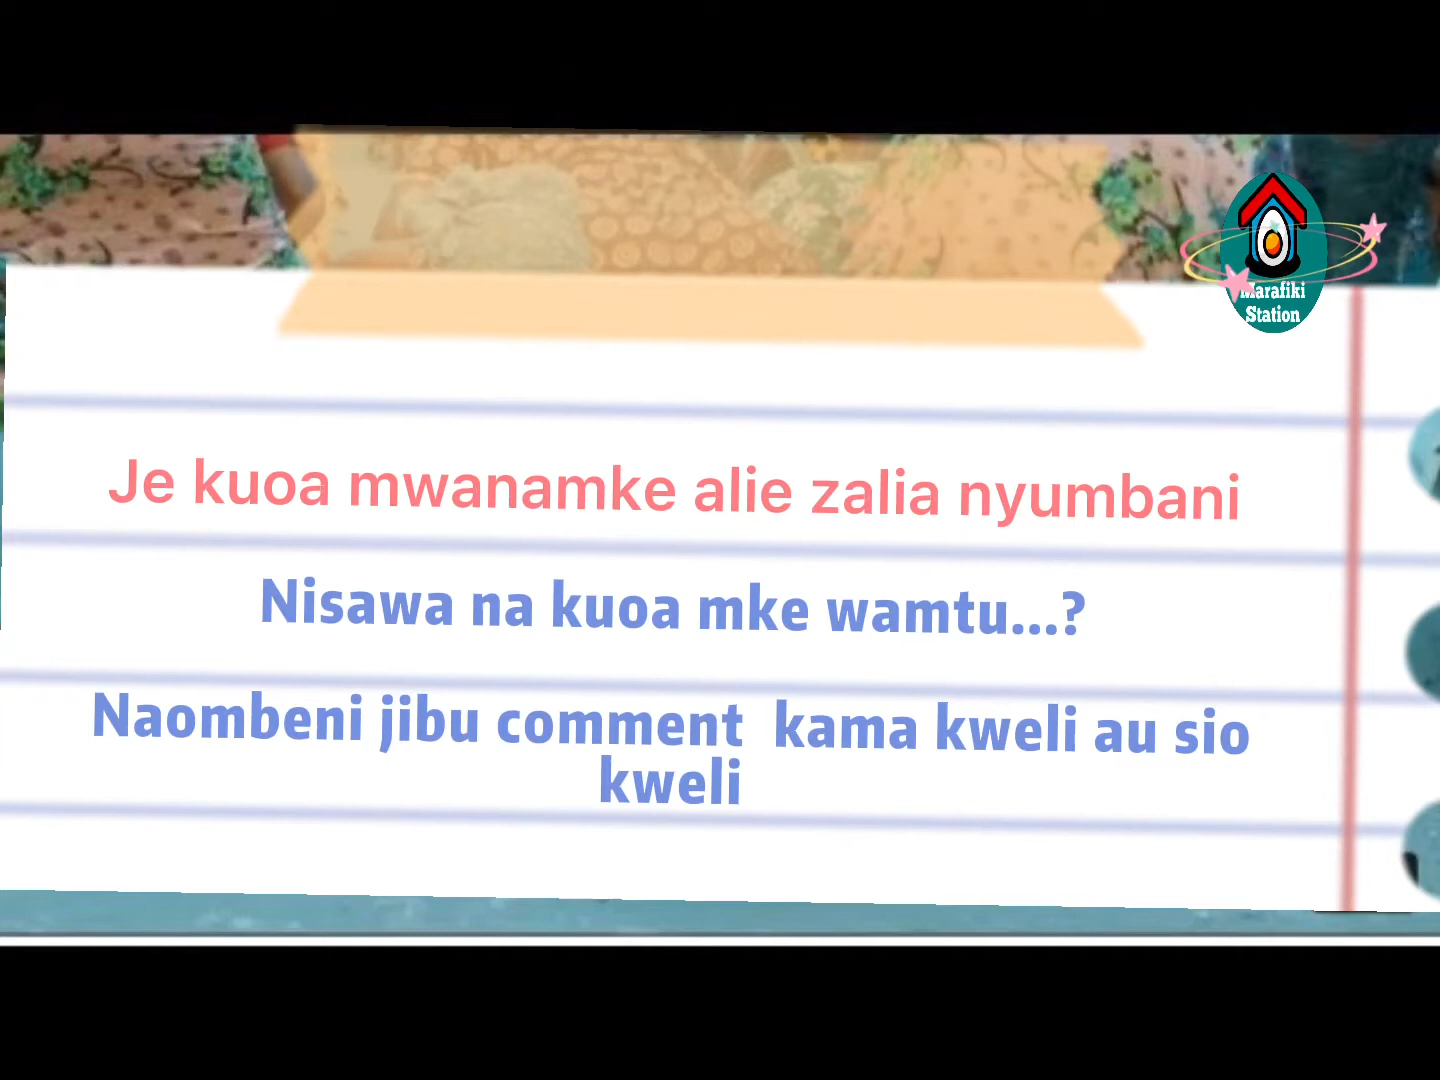 Marafiki
Station
Je kuoa mwanamke alie zalia nyumbani
Nisawa na kuoa mke wamtu...?
Naombeni jibu comment kama kweli au sio
kweli